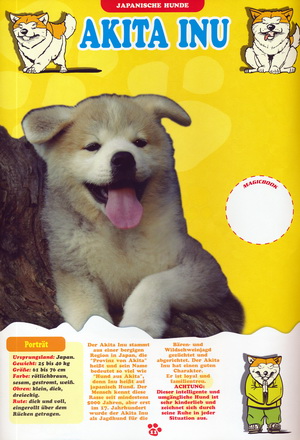 JAPANISCHE HUNDE
AKITA INU
MAGICBOOK
Porträt
Ursprungsland: Japan.
Gewicht: 25 bis 40 kg
Größe: 61 bis 76 cm
Farbe: rötlichbraun,
sesam, gestromt, weiß.
Ohren: klein, dick,
dreieckig.
Rute: dick und voll,
eingerollt über dem
Rücken getragen.
Der Akita Inu stammt
aus einer bergigen
Region in Japan, die
"Provinz von Akita"
heißt und sein Name
bedeutet so viel wie
"Hund aus Akita",
denn Inu heißt auf
japanisch Hund. Der
Mensch kennt diese
Rasse seit mindestens
2000 Jahren, aber erst
im 17. Jahrhundert
wurde der Akita Inu
als Jagdhund für die
Bären- und
Wildschweinjagd
gezüchtet und
abgerichtet. Der Akita
Inu hat einen guten
Charakter.
Er ist loyal und
familientreu.
ACHTUNG:
Dieser intelligente und
umgängliche Hund ist
sehr kinderlieb und
zeichnet sich durch
seine Ruhe in jeder
Situation aus.